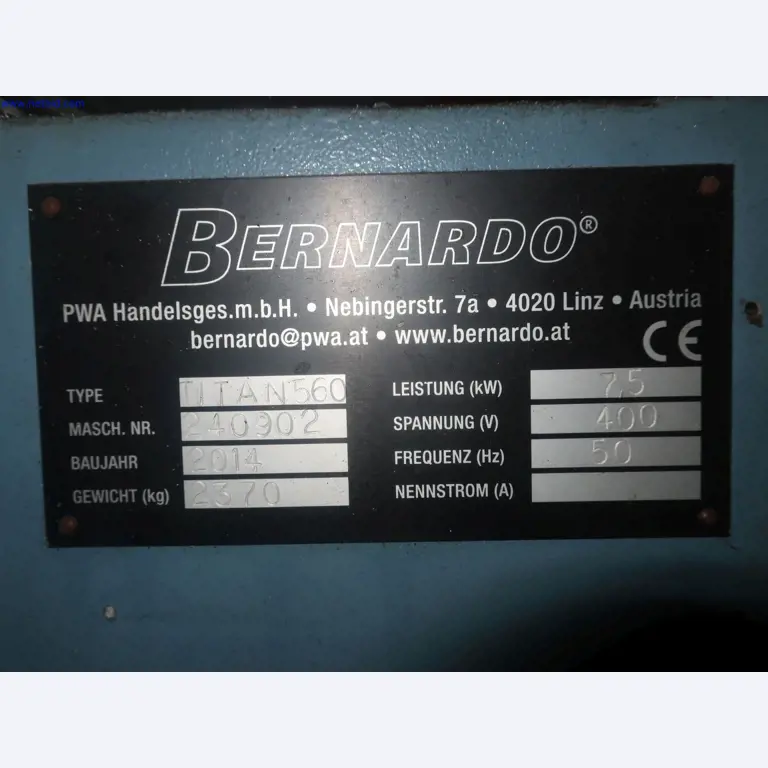 BERNARDO®
PWA Handelsges.m.b.H. • Nebingerstr. 7a • 4020 Linz • Austria
bernardo@pwa.at • www.bernardo.at
CE
TYPE TITAN560
MASCH. NR. 240902
BAUJAHR 2014
GEWICHT (kg) 2370
LEISTUNG (kW) 7,5
SPANNUNG (V) 400
FREQUENZ (Hz) 50
NENNSTROM (A)